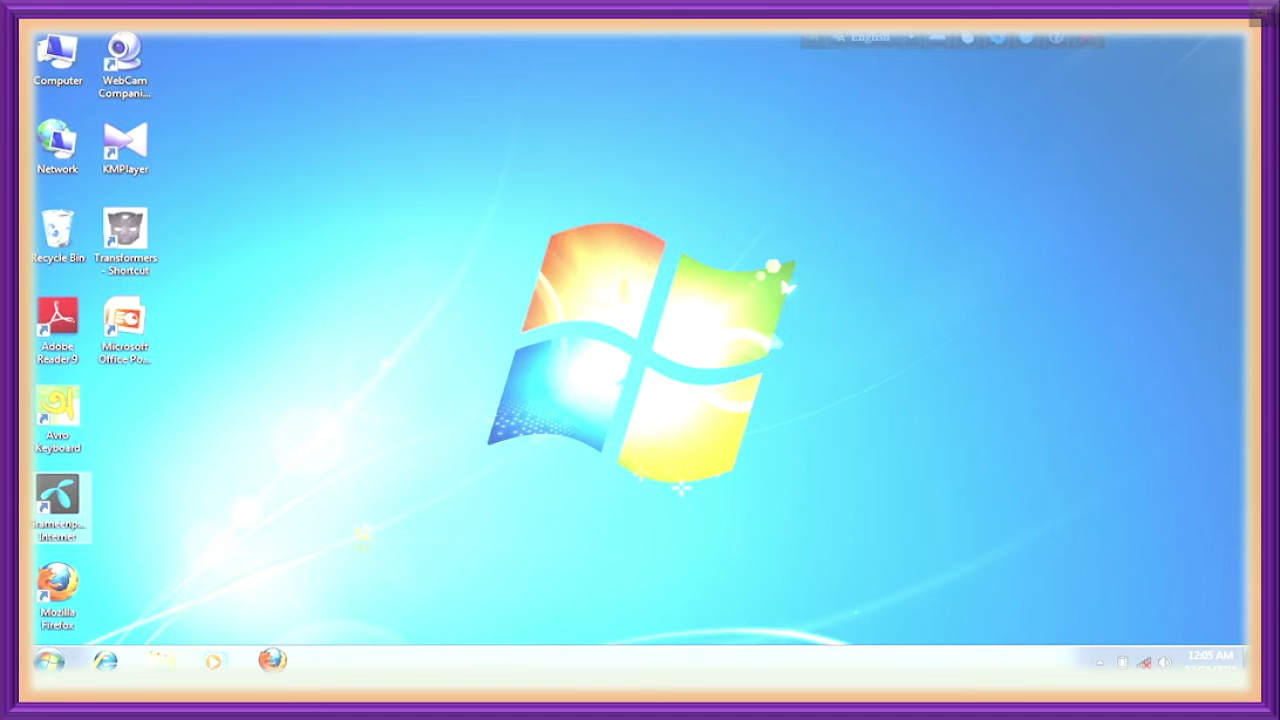 English
Computer
WebCam
Compani...
Network
KMPlayer
Recycle Bin
Transformers
- Shortcut
Adobe
Reader 9
Microsoft
Office Po...
অ
Avro
Keyboard
Internet
Mozilla
Firefox
12:05 AM